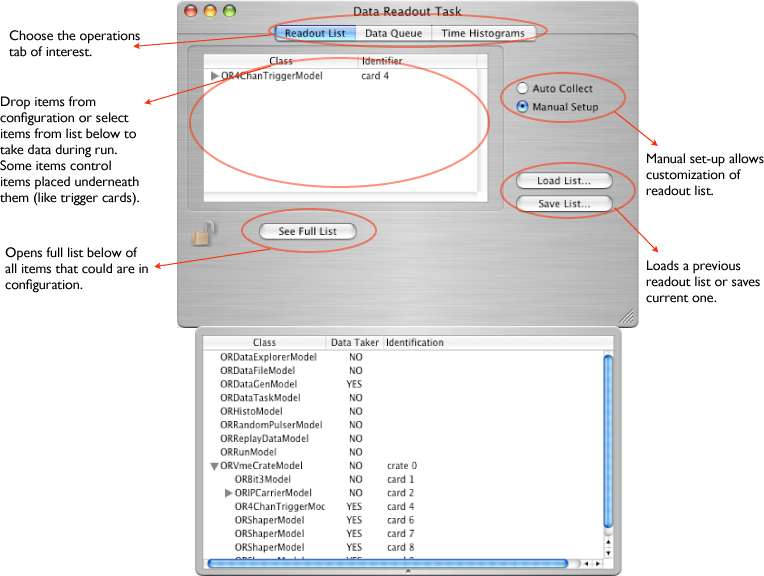 Data Readout Task
Readout List Data Queue Time Histograms
Choose the operations
tab of interest.
Class Identifier
OR4ChanTriggerModel card 4
Drop items from
configuration or select
items from list below to
take data during run.
Some items control
items placed underneath
them (like trigger cards).
Auto Collect
Manual Setup
Manual set-up allows
customization of
readout list.
Load List...
Save List...
See Full List
Opens full list below of
all items that could are in
configuration.
Loads a previous
readout list or saves
current one.
Class Data Taker Identification
ORDataExplorerModel NO
ORDataFileModel NO
ORDataGenModel YES
ORDataTaskModel NO
ORHistoModel NO
ORRandomPulserModel NO
ORReplayDataModel NO
ORRunModel NO
ORVmeCrateModel NO crate 0
ORBit3Model NO card 1
ORIPCarrierModel NO card 2
OR4ChanTriggerMoc YES card 4
ORShaperModel YES card 6
ORShaperModel YES card 7
ORShaperModel YES card 8